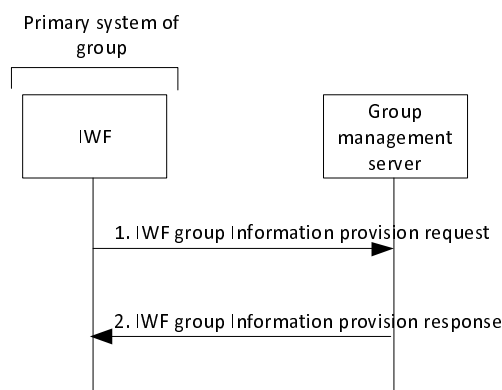 Primary system of
group
IWF
Group
management
server
1. IWF group Information provision request
2. IWF group Information provision response